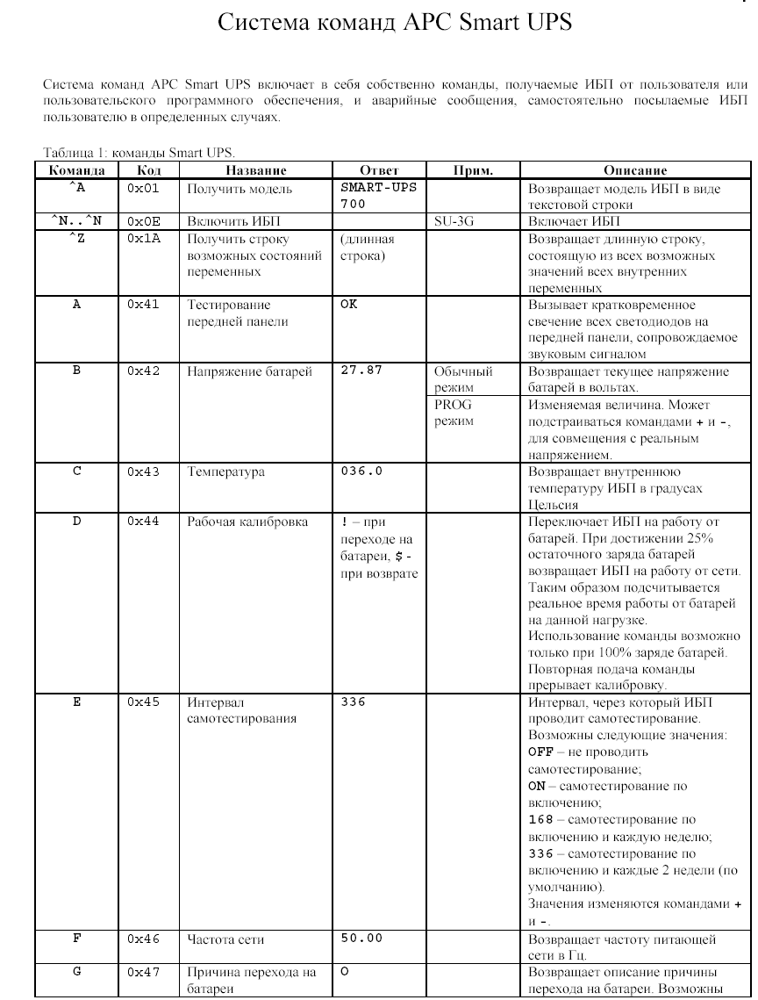 Система команд APC Smart UPS
Система команд APC Smart UPS включает в себя собственно команды, получаемые ИБП от пользователя или
пользовательского программного обеспечения, и аварийные сообщения, самостоятельно посылаемые ИБП
пользователю в определенных случаях.
Таблица 1: команды Smart UPS.
Команда Код Название Ответ Прим. Описание
^A 0x01 Получить модель SMART-UPS Возвращает модель ИБП в виде
700 текстовой строки
^N..^N 0x0E Включить ИБП SU-3G Включает ИБП
^Z 0x1A Получить строку (длинная Возвращает длинную строку,
возможных состояний строка) состоящую из всех возможных
переменных значений всех внутренних
переменных
A 0x41 Тестирование OK Вызывает кратковременное
передней панели свечение всех светодиодов на
передней панели, сопровождаемое
звуковым сигналом
B 0x42 Напряжение батарей 27.87 Обычный Возвращает текущее напряжение
режим батарей в вольтах.
PROG Изменяемая величина. Может
режим подстраиваться командами + и -,
для совмещения с реальным
напряжением.
C 0x43 Температура 036.0 Возвращает внутреннюю
температуру ИБП в градусах
Цельсия
D 0x44 Рабочая калибровка ! – при Переключает ИБП на работу от
переходе на батарей. При достижении 25%
батареи, $ - остаточного заряда батарей
при возврате возвращает ИБП на работу от сети.
Таким образом подсчитывается
реальное время работы от батарей
на данной нагрузке.
Использование команды возможно
только при 100% заряде батарей.
Повторная подача команды
прерывает калибровку.
E 0x45 Интервал 336 Интервал, через который ИБП
самотестирования проводит самотестирование.
Возможны следующие значения:
OFF – не проводить
самотестирование;
ON – самотестирование по
включению;
168 – самотестирование по
включению и каждую неделю;
336 – самотестирование по
включению и каждые 2 недели (по
умолчанию).
Значения изменяются командами +
и -.
F 0x46 Частота сети 50.00 Возвращает частоту питающей
сети в Гц.
G 0x47 Причина перехода на O Возвращает описание причины
батареи перехода на батареи. Возможны